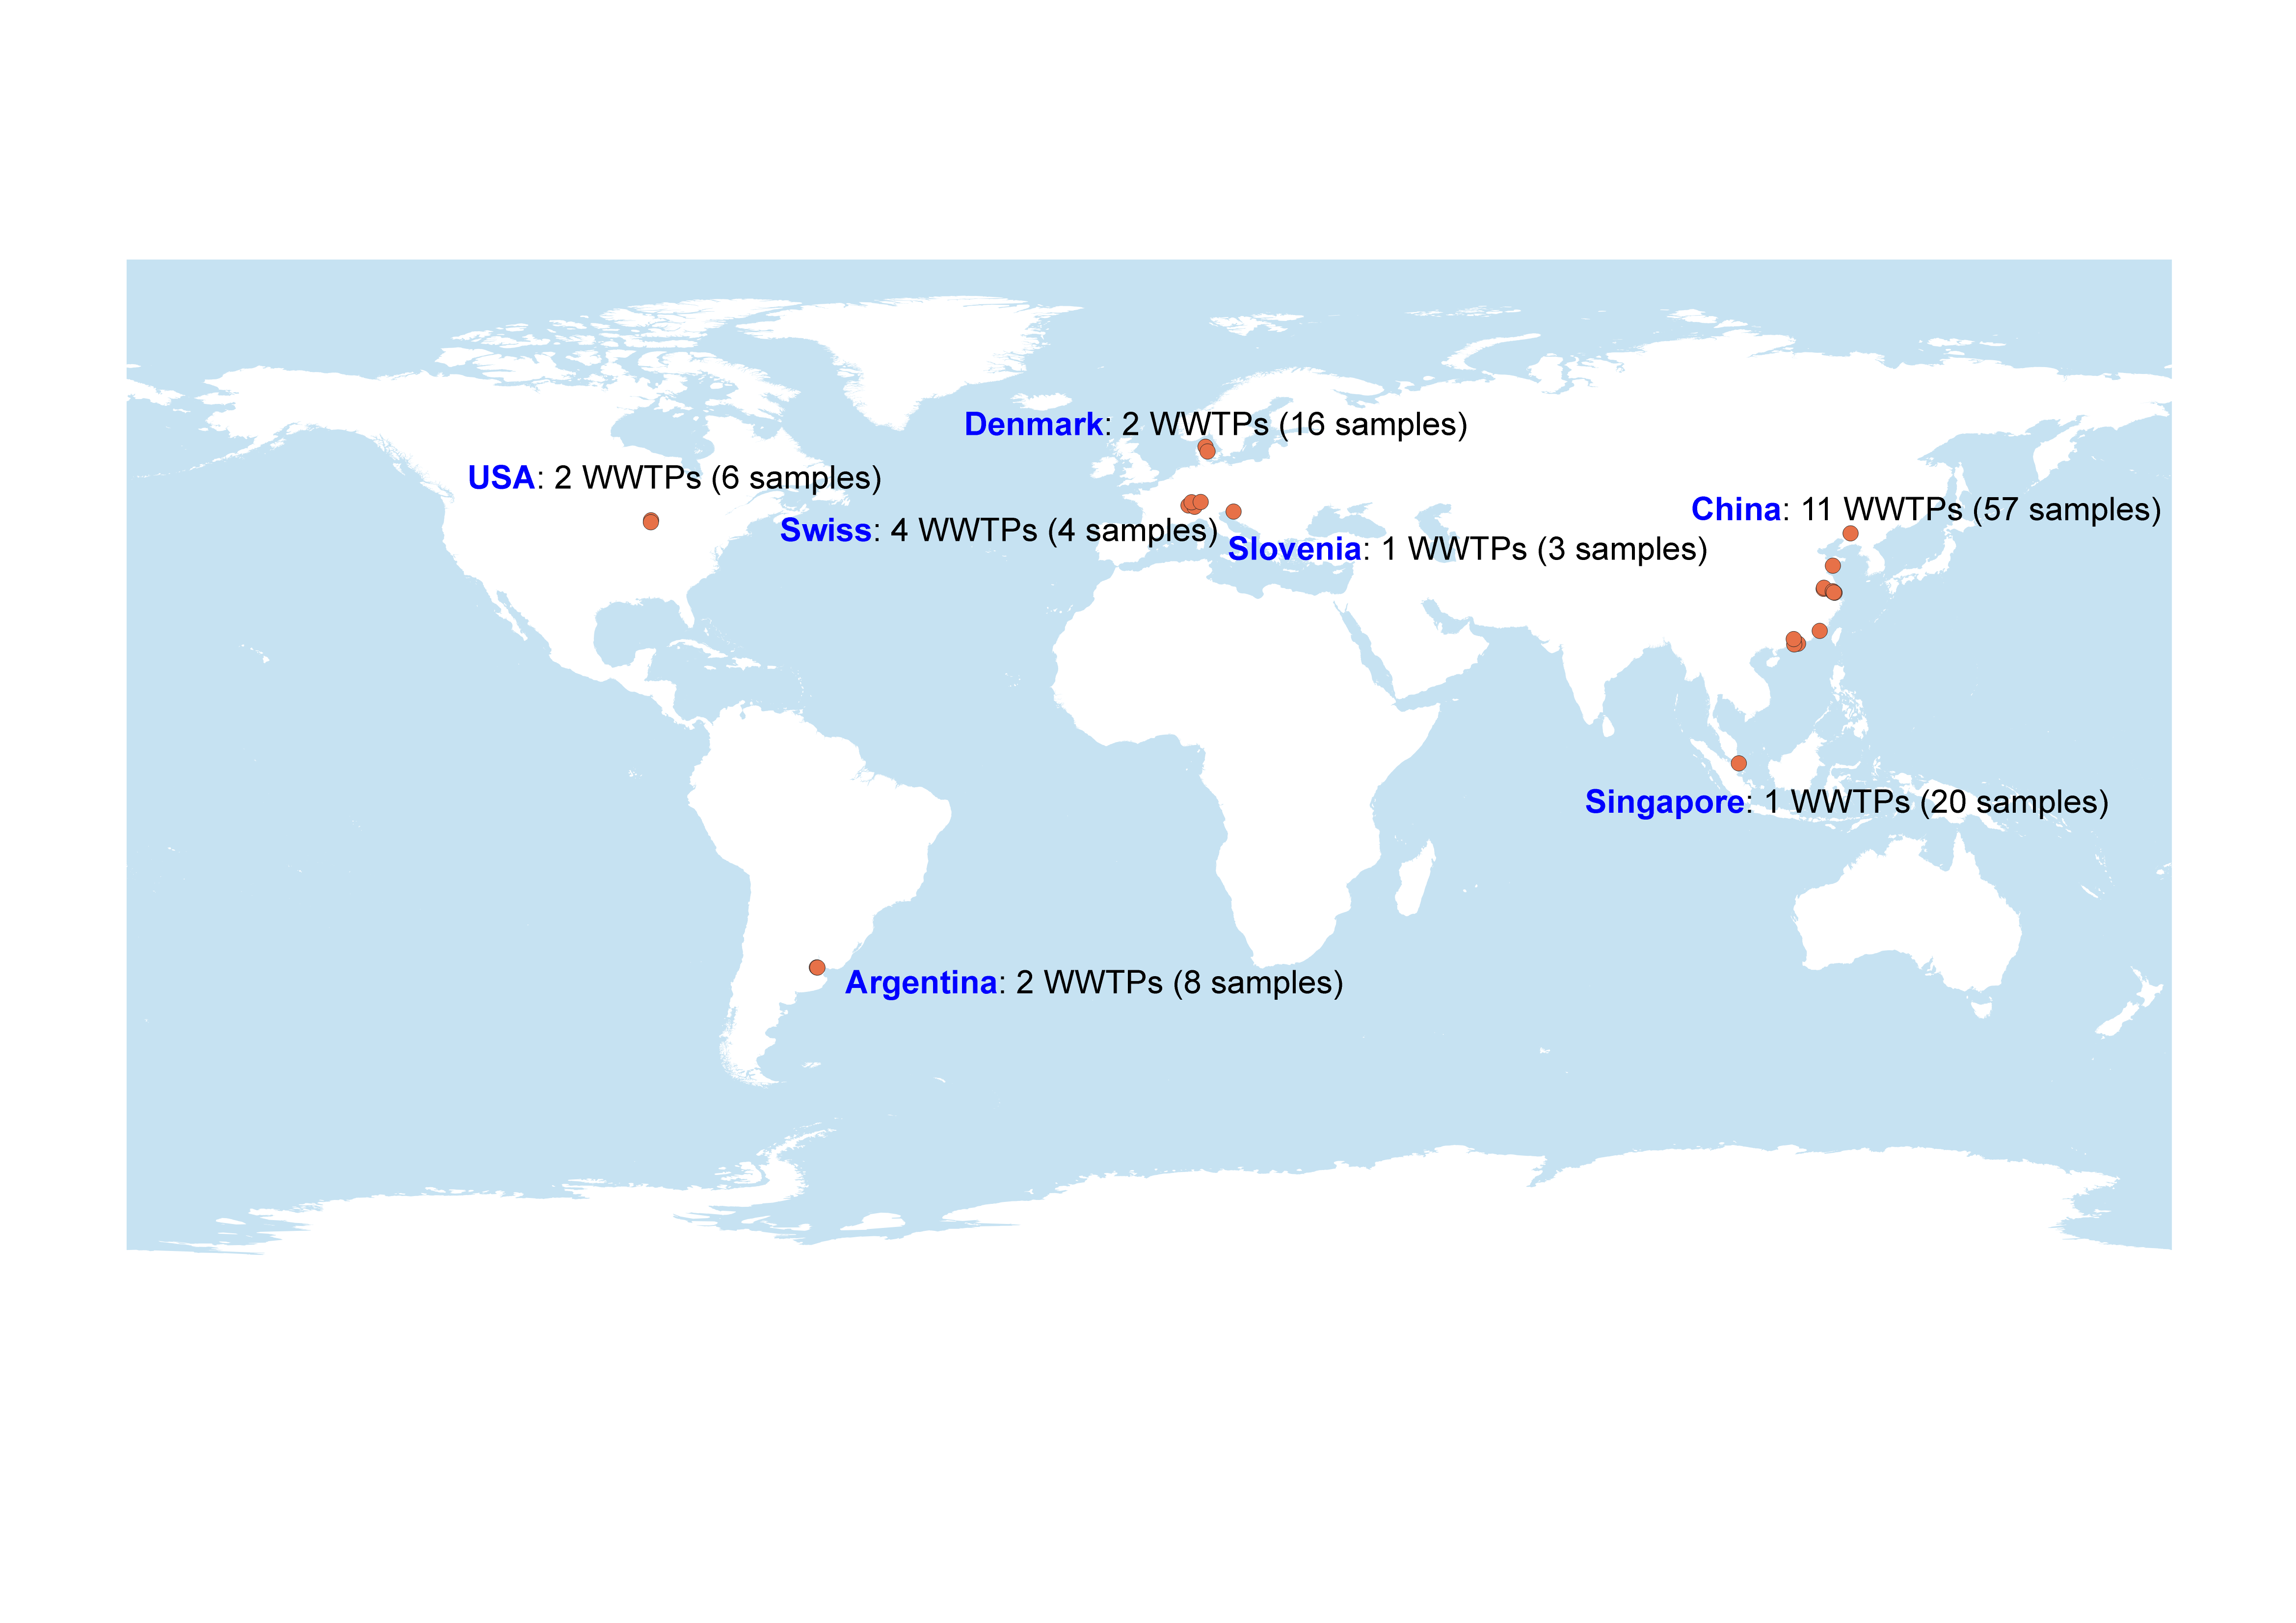 Denmark: 2 WWTPs (16 samples)
USA: 2 WWTPs (6 samples)
China: 11 WWTPs (57 samples)
Swiss: 4 WWTPs (4 samples)
Slovenia: 1 WWTPs (3 samples)
Singapore: 1 WWTPs (20 samples)
Argentina: 2 WWTPs (8 samples)